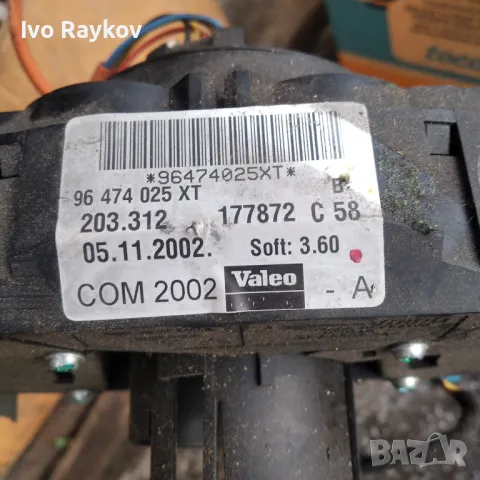 Ivo Raykov
*96474025XT*
96 474 025 XT B
203.312 177872 C 58
05.11.2002. Soft: 3.60
COM 2002 Valeo - A
BAZAR